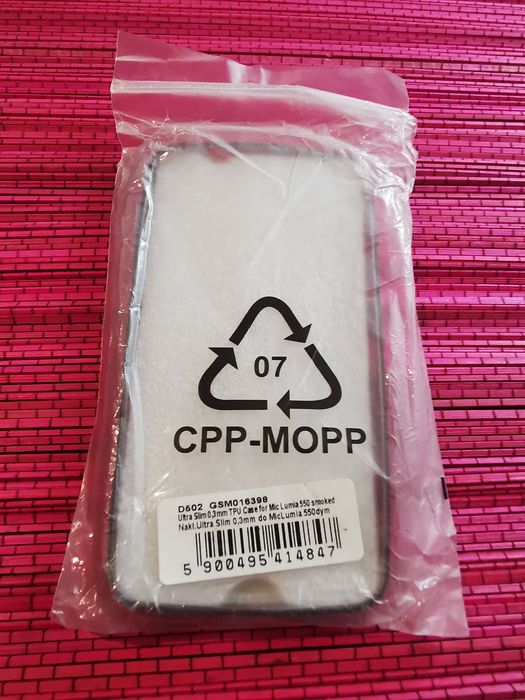 07
CPP-MOPP
D502 GSM016398
Ultra Slim 0,3mm TPU Case for Mic Lumia 550 smoked
Nakł.Ultra Slim 0,3mm do MicLumia 550dym
5 900495 414847